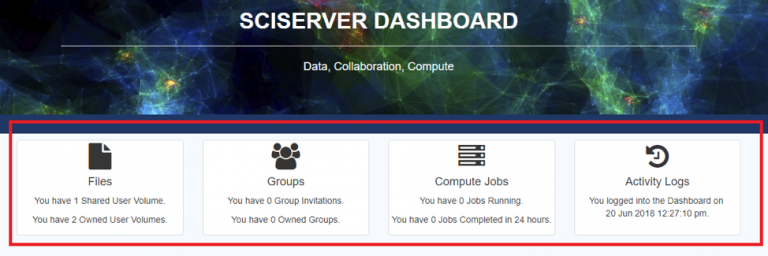 SCISERVER DASHBOARD
Data, Collaboration, Compute
Files
You have 1 Shared User Volume.
You have 2 Owned User Volumes.
Groups
You have 0 Group Invitations.
You have 0 Owned Groups.
Compute Jobs
You have 0 Jobs Running.
You have 0 Jobs Completed in 24 hours.
Activity Logs
You logged into the Dashboard on
20 Jun 2018 12:27:10 pm.